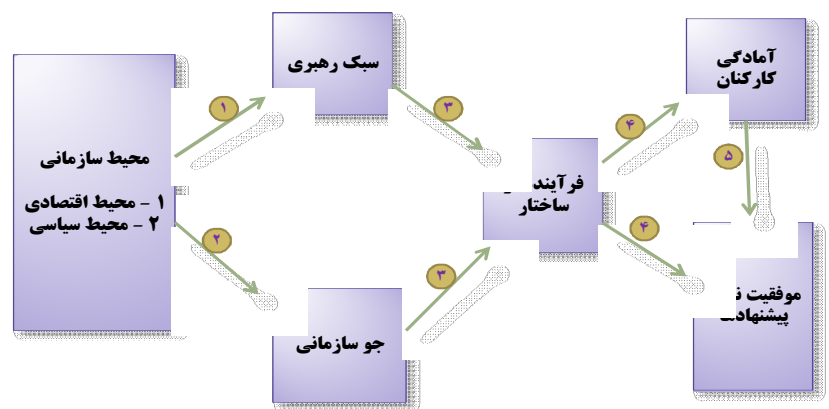 محیط سازمانی
۱ - محیط اقتصادی
۲ - محیط سیاسی
۱
۲
سبک رهبری
جو سازمانی
۳
۳
فرآیند
ساختار
۴
۴
آمادگی
کارکنان
۵
موفقیت